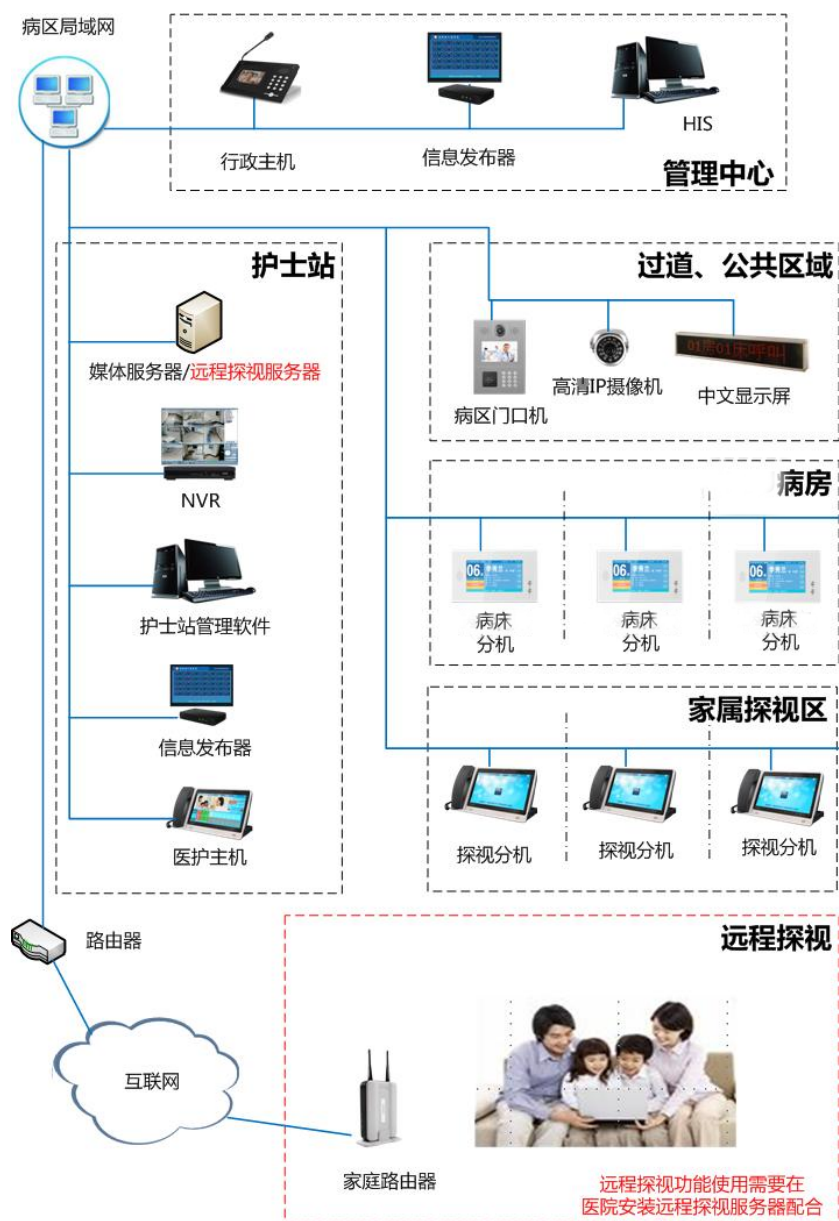 病区局域网
行政主机
信息发布器
HIS
管理中心
护士站
媒体服务器/远程探视服务器
NVR
护士站管理软件
信息发布器
医护主机
过道、公共区域
病区门口机
高清IP摄像机
01房01床呼叫
中文显示屏
病房
06
06
06
病床
分机
病床
分机
病床
分机
家属探视区
探视分机
探视分机
探视分机
路由器
互联网
远程探视
家庭路由器
远程探视功能使用需要在
医院安装远程探视服务器配合